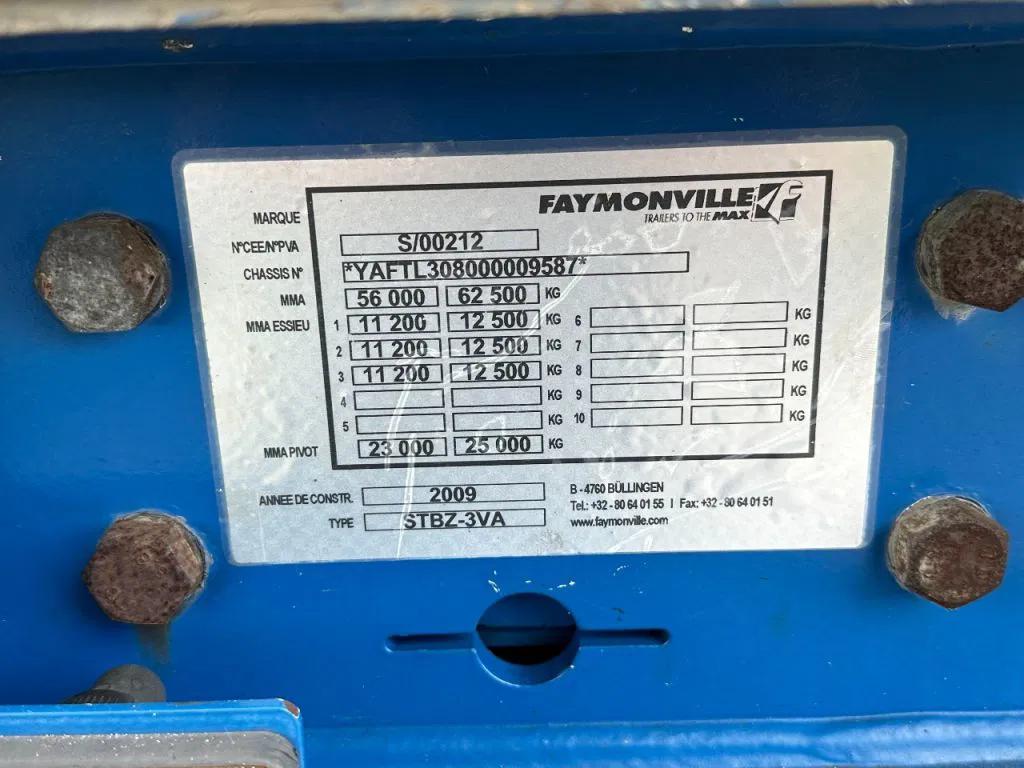 FAYMONVILLE
TRAILERS TO THE MAX
MARQUE
N°CEE/N°PVA S/00212
CHASSIS N° *YAFTL308000009587*
MMA 56 000 62 500 KG
MMA ESSIEU 1 11 200 12 500 KG 6 KG
2 11 200 12 500 KG 7 KG
3 11 200 12 500 KG 8 KG
4 KG 9 KG
5 KG 10 KG
MMA PIVOT 23 000 25 000 KG
ANNEE DE CONSTR. 2009
TYPE STBZ-3VA
B - 4760 BÜLLINGEN
Tel.: +32 - 80 64 01 55 I Fax: +32 - 80 64 01 51
www.faymonville.com